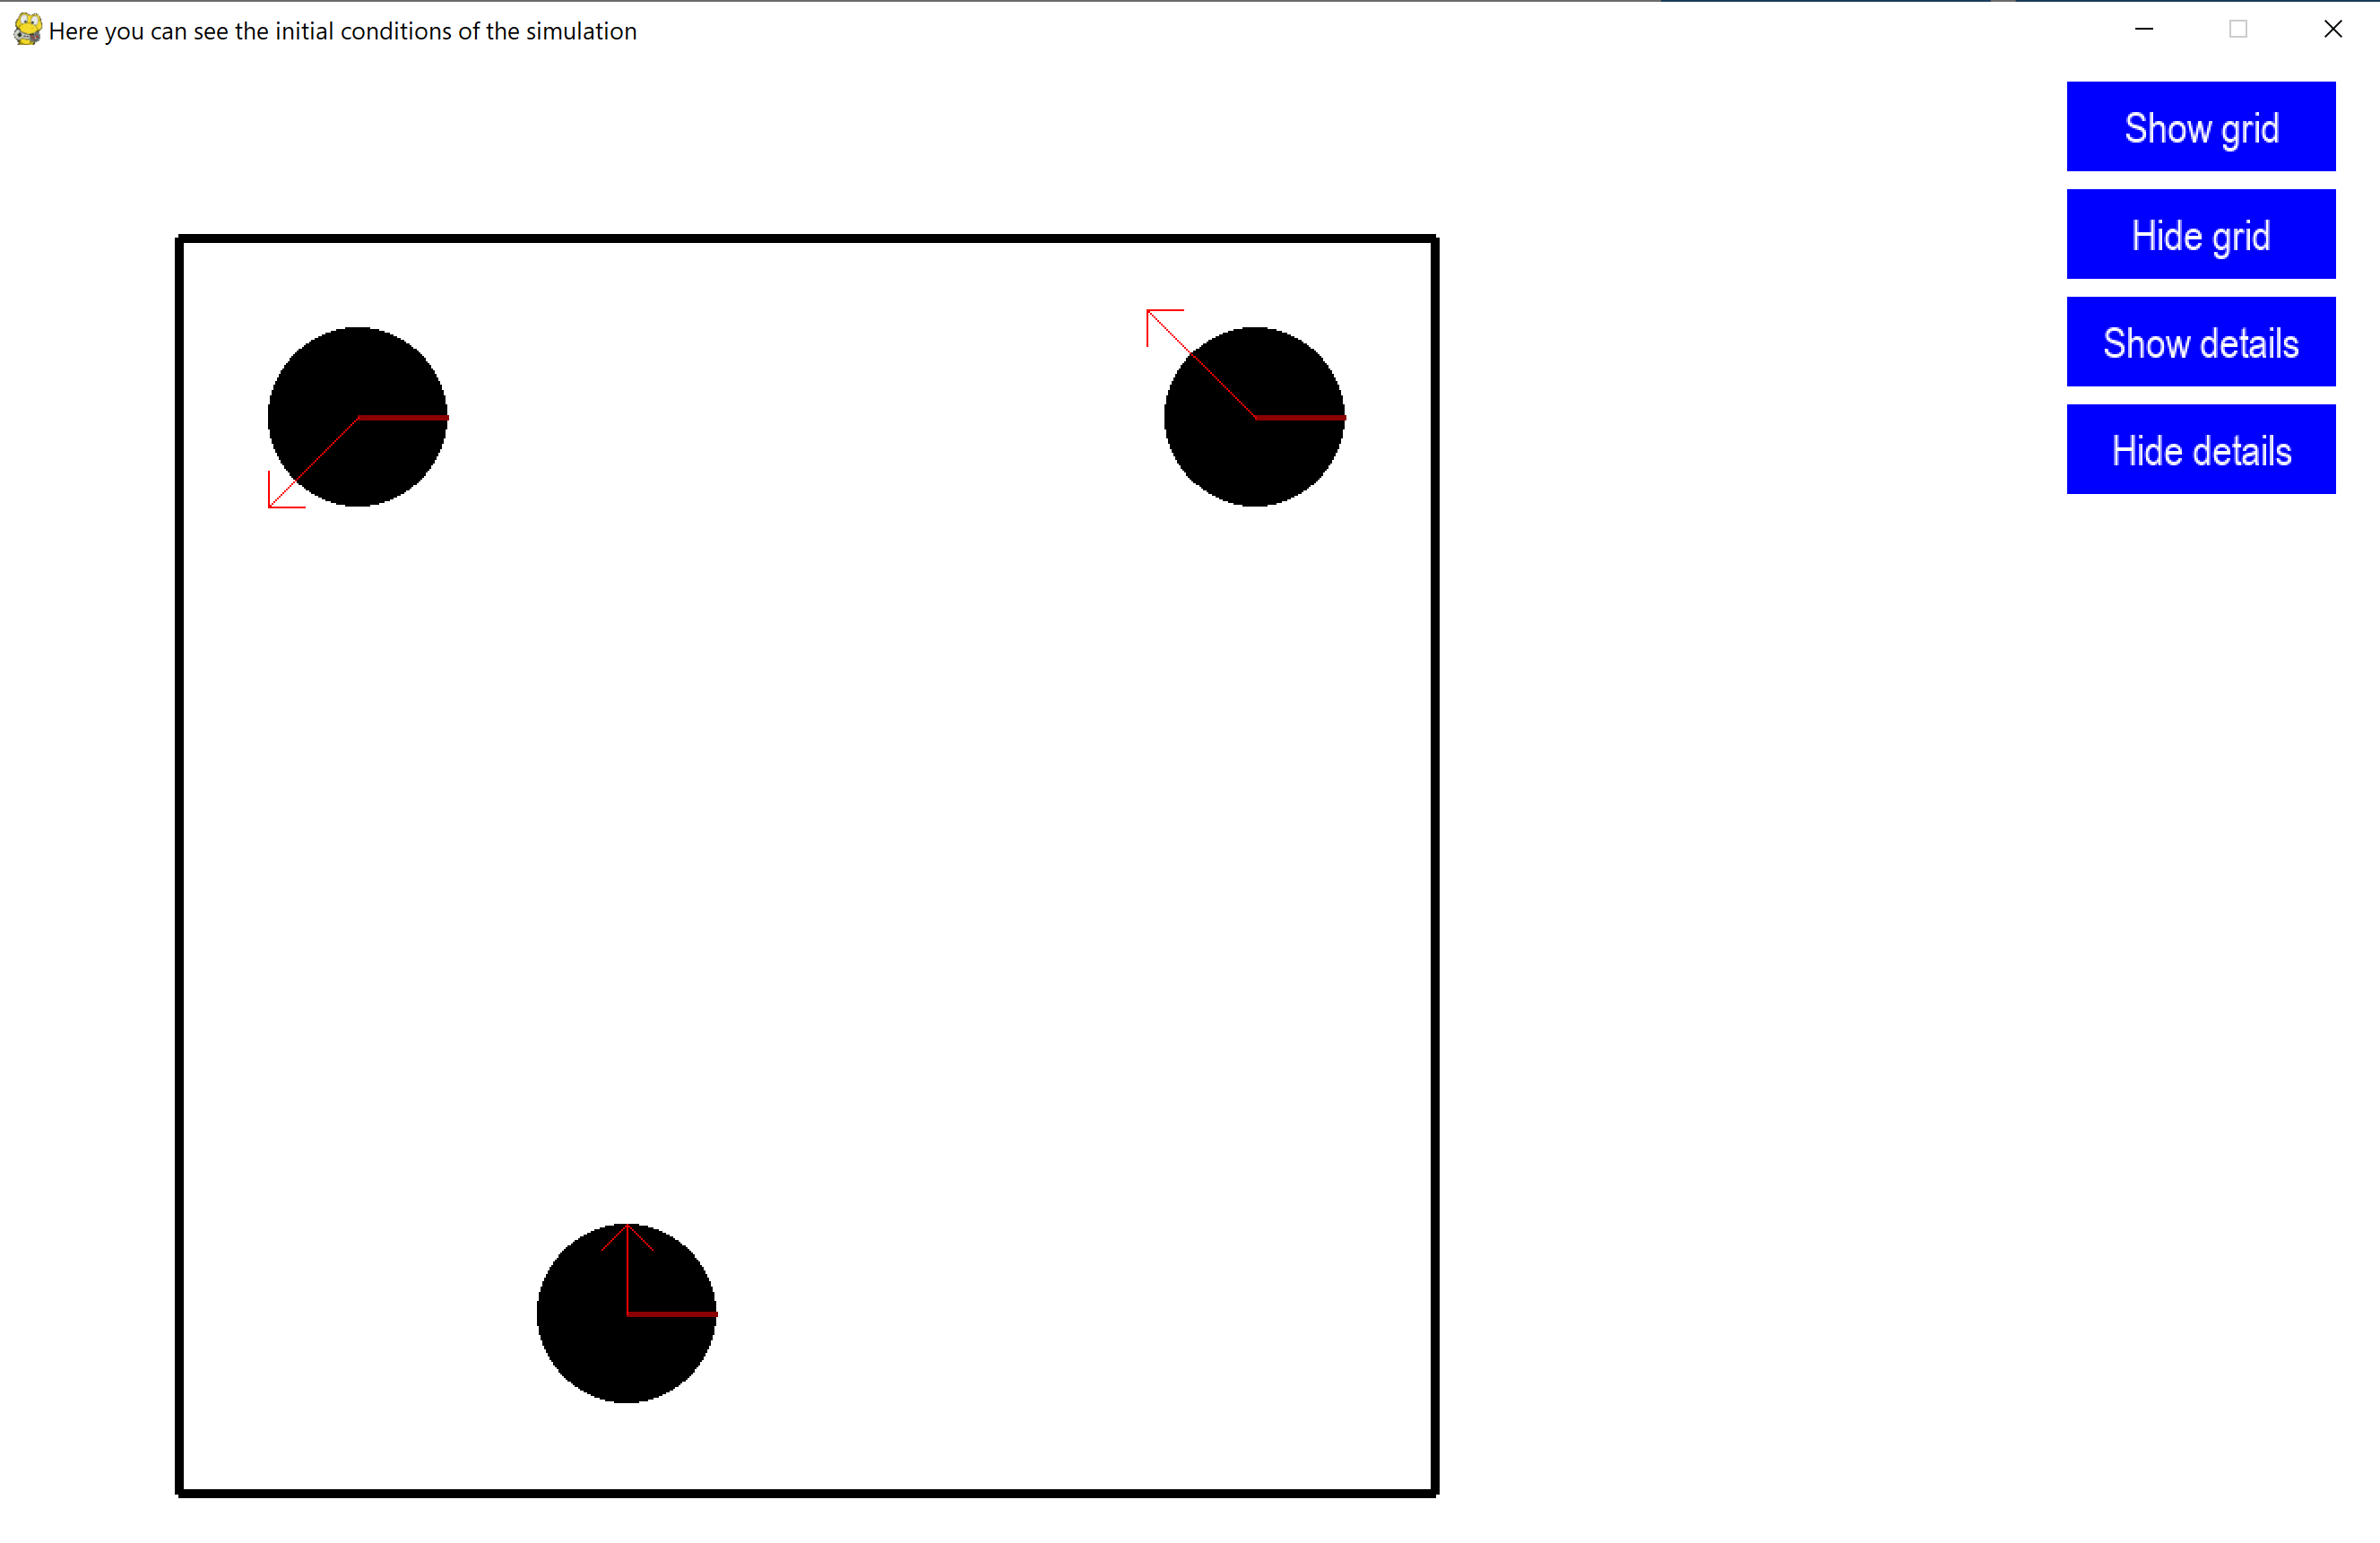 Here you can see the initial conditions of the simulation
Show grid
Hide grid
Show details
Hide details